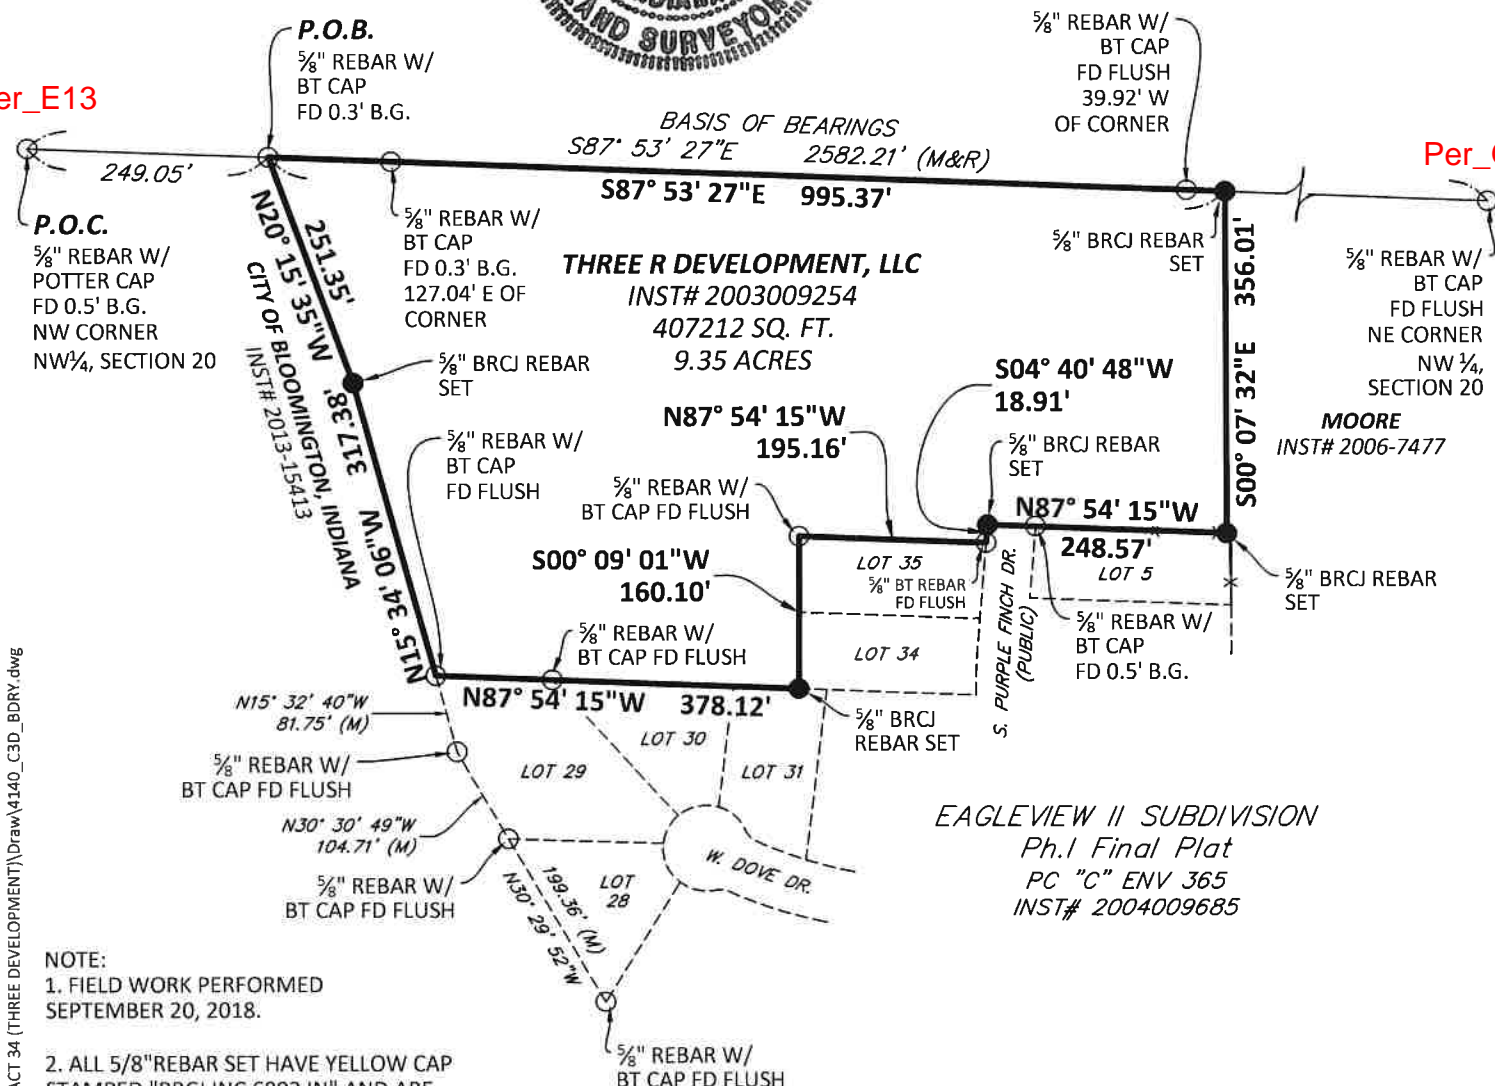 LAND SURVEYOR
P.O.B.
⅝" REBAR W/
BT CAP
FD 0.3' B.G.
er_E13
249.05'
P.O.C.
⅝" REBAR W/
POTTER CAP
FD 0.5' B.G.
NW CORNER
NW¼, SECTION 20
BASIS OF BEARINGS
S87° 53' 27"E 2582.21' (M&R)
S87° 53' 27"E 995.37'
⅝" REBAR W/
BT CAP
FD FLUSH
39.92' W
OF CORNER
Per_
⅝" REBAR W/
BT CAP
FD 0.3' B.G.
127.04' E OF
CORNER
THREE R DEVELOPMENT, LLC
INST# 2003009254
407212 SQ. FT.
9.35 ACRES
⅝" BRCJ REBAR
SET
S00° 07' 32"E 356.01'
⅝" REBAR W/
BT CAP
FD FLUSH
NE CORNER
NW ¼,
SECTION 20
MOORE
INST# 2006-7477
251.35'
N20° 15' 35"W
CITY OF BLOOMINGTON, INDIANA
INST# 2013-15413
⅝" BRCJ REBAR
SET
N15° 34' 06"W 317.38'
⅝" REBAR W/
BT CAP
FD FLUSH
N87° 54' 15"W
195.16'
S04° 40' 48"W
18.91'
⅝" BRCJ REBAR
SET
⅝" REBAR W/
BT CAP FD FLUSH
N87° 54' 15"W
248.57'
LOT 5
S00° 09' 01"W
160.10'
LOT 35
⅝" BT REBAR
FD FLUSH
S. PURPLE FINCH DR.
(PUBLIC)
⅝" BRCJ REBAR
SET
⅝" REBAR W/
BT CAP FD FLUSH
LOT 34
⅝" REBAR W/
BT CAP
FD 0.5' B.G.
N87° 54' 15"W 378.12'
⅝" BRCJ
REBAR SET
N15° 32' 40"W
81.75' (M)
⅝" REBAR W/
BT CAP FD FLUSH
LOT 29
LOT 30
LOT 31
N30° 30' 49"W
104.71' (M)
⅝" REBAR W/
BT CAP FD FLUSH
199.36' (M)
N30° 29' 52"W
LOT
28
W. DOVE DR.
EAGLEVIEW II SUBDIVISION
Ph.I Final Plat
PC "C" ENV 365
INST# 2004009685
⅝" REBAR W/
BT CAP FD FLUSH
NOTE:
1. FIELD WORK PERFORMED
SEPTEMBER 20, 2018.
2. ALL 5/8"REBAR SET HAVE YELLOW CAP
STAMPED "BRCJ INC 6892 IN" AND ARE
ACT 34 (THREE DEVELOPMENT)\Draw\4140_C3D_BDRY.dwg